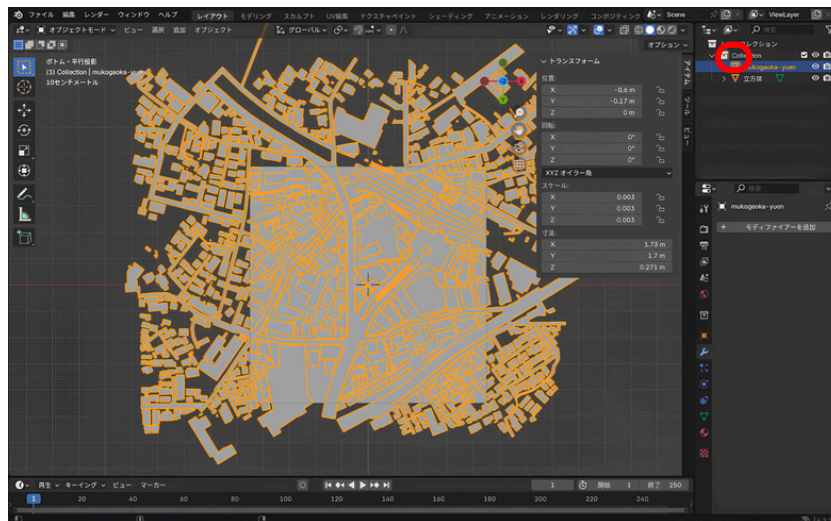 ファイル 編集 レンダー ウィンドウ ヘルプ レイアウト モデリング スカルプト UV編集 テクスチャペイント シェーディング アニメーション レンダリング コンポジティング Scene ViewLayer
オブジェクトモード ビュー 選択 追加 オブジェクト グローバル
オプション
ボトム・平行投影
(1) Collection | mukogaoka-yuen
10センチメートル
トランスフォーム
位置:
X -0.6 m
Y -0.17 m
Z 0 m
回転:
X 0°
Y 0°
Z 0°
XYZ オイラー角
スケール:
X 0.003
Y 0.003
Z 0.003
寸法:
X 1.73 m
Y 1.7 m
Z 0.271 m
アイテム
ツール
ビュー
Collection
mukogaoka-yuen
立方体
検索
mukogaoka-yuen
モディファイアーを追加
再生 キーイング ビュー マーカー 1 開始 1 終了 250
1 20 40 60 80 100 120 140 160 180 200 220 240